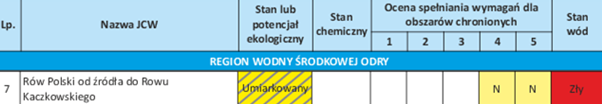 Lp.
Nazwa JCW
Stan lub potencjał ekologiczny
Stan chemiczny
Ocena spełniania wymagań dla obszarów chronionych
1 2 3 4 5
Stan wód
REGION WODNY ŚRODKOWEJ ODRY
7 Rów Polski od źródła do Rowu Kaczkowskiego Umiarkowany N N Zły